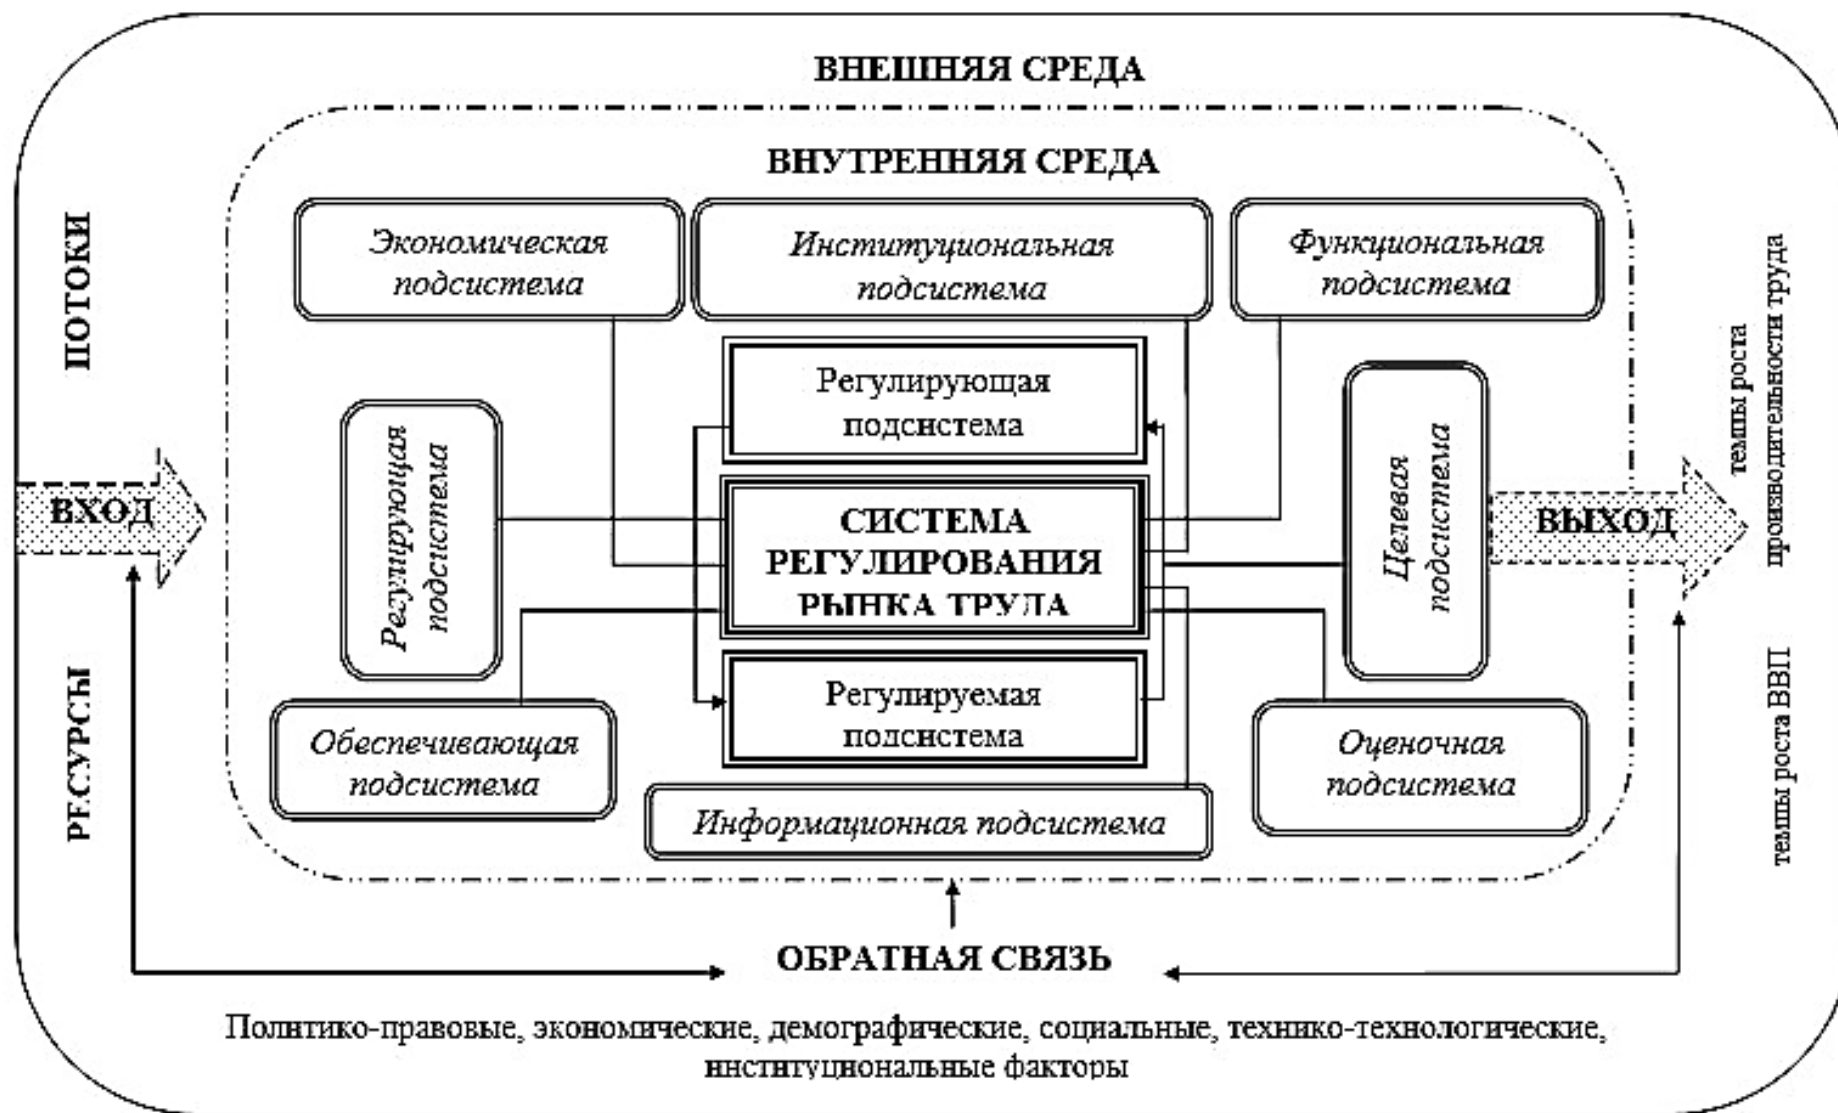 ВНЕШНЯЯ СРЕДА
ВНУТРЕННЯЯ СРЕДА
ПОТОКИ
РЕСУРСЫ
ВХОД
Экономическая
подсистема
Институциональная
подсистема
Функциональная
подсистема
Регулирующая
подсистема
Регулирующая
подсистема
СИСТЕМА
РЕГУЛИРОВАНИЯ
РЫНКА ТРУДА
Целевая
подсистема
ВЫХОД
темпы роста
производительности труда
темпы роста ВВП
Регулируемая
подсистема
Обеспечивающая
подсистема
Оценочная
подсистема
Информационная подсистема
ОБРАТНАЯ СВЯЗЬ
Политико-правовые, экономические, демографические, социальные, технико-технологические,
институциональные факторы